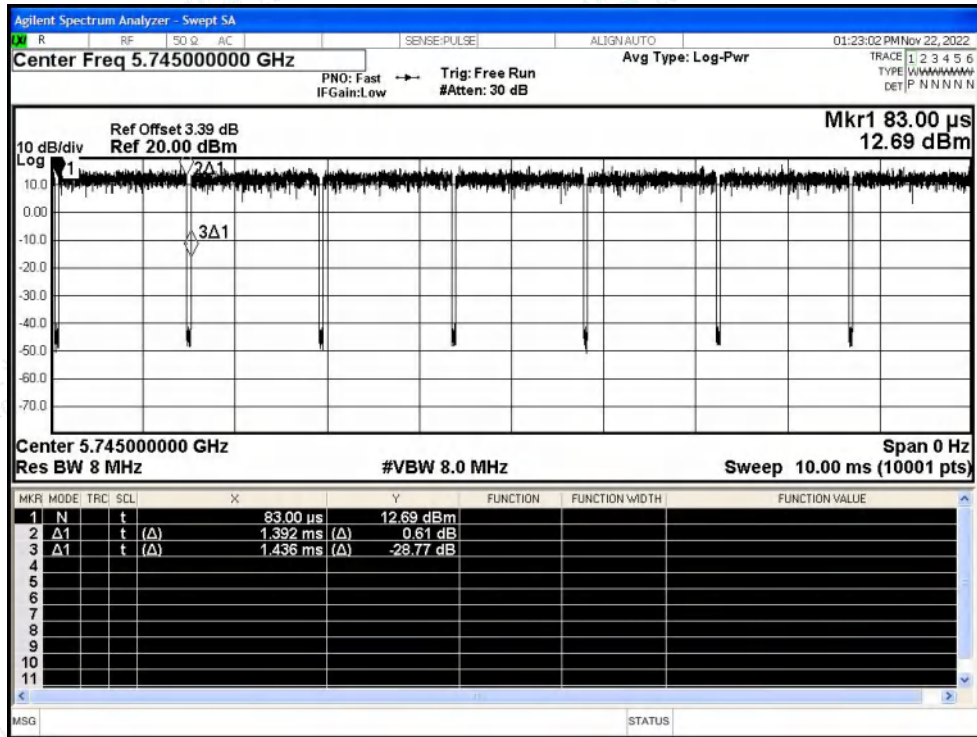 Agilent Spectrum Analyzer - Swept SA
LXI R RF 50 Ω AC SENSE:PULSE ALIGNAUTO 01:23:02 PM Nov 22, 2022
Center Freq 5.745000000 GHz Avg Type: Log-Pwr TRACE 1 2 3 4 5 6
PNO: Fast Trig: Free Run TYPE WWWWWW
IFGain:Low #Atten: 30 dB DET P N N N N N
Mkr1 83.00 µs
Ref Offset 3.39 dB 12.69 dBm
10 dB/div Ref 20.00 dBm
Log
1 2Δ1
10.0
0.00
3Δ1
-10.0
-20.0
-30.0
-40.0
-50.0
-60.0
-70.0
Center 5.745000000 GHz Span 0 Hz
Res BW 8 MHz #VBW 8.0 MHz Sweep 10.00 ms (10001 pts)
MKR MODE TRC SCL X Y FUNCTION FUNCTION WIDTH FUNCTION VALUE
1 N t 83.00 µs 12.69 dBm
2 Δ1 t (Δ) 1.392 ms (Δ) 0.61 dB
3 Δ1 t (Δ) 1.436 ms (Δ) -28.77 dB
4
5
6
7
8
9
10
11
MSG STATUS